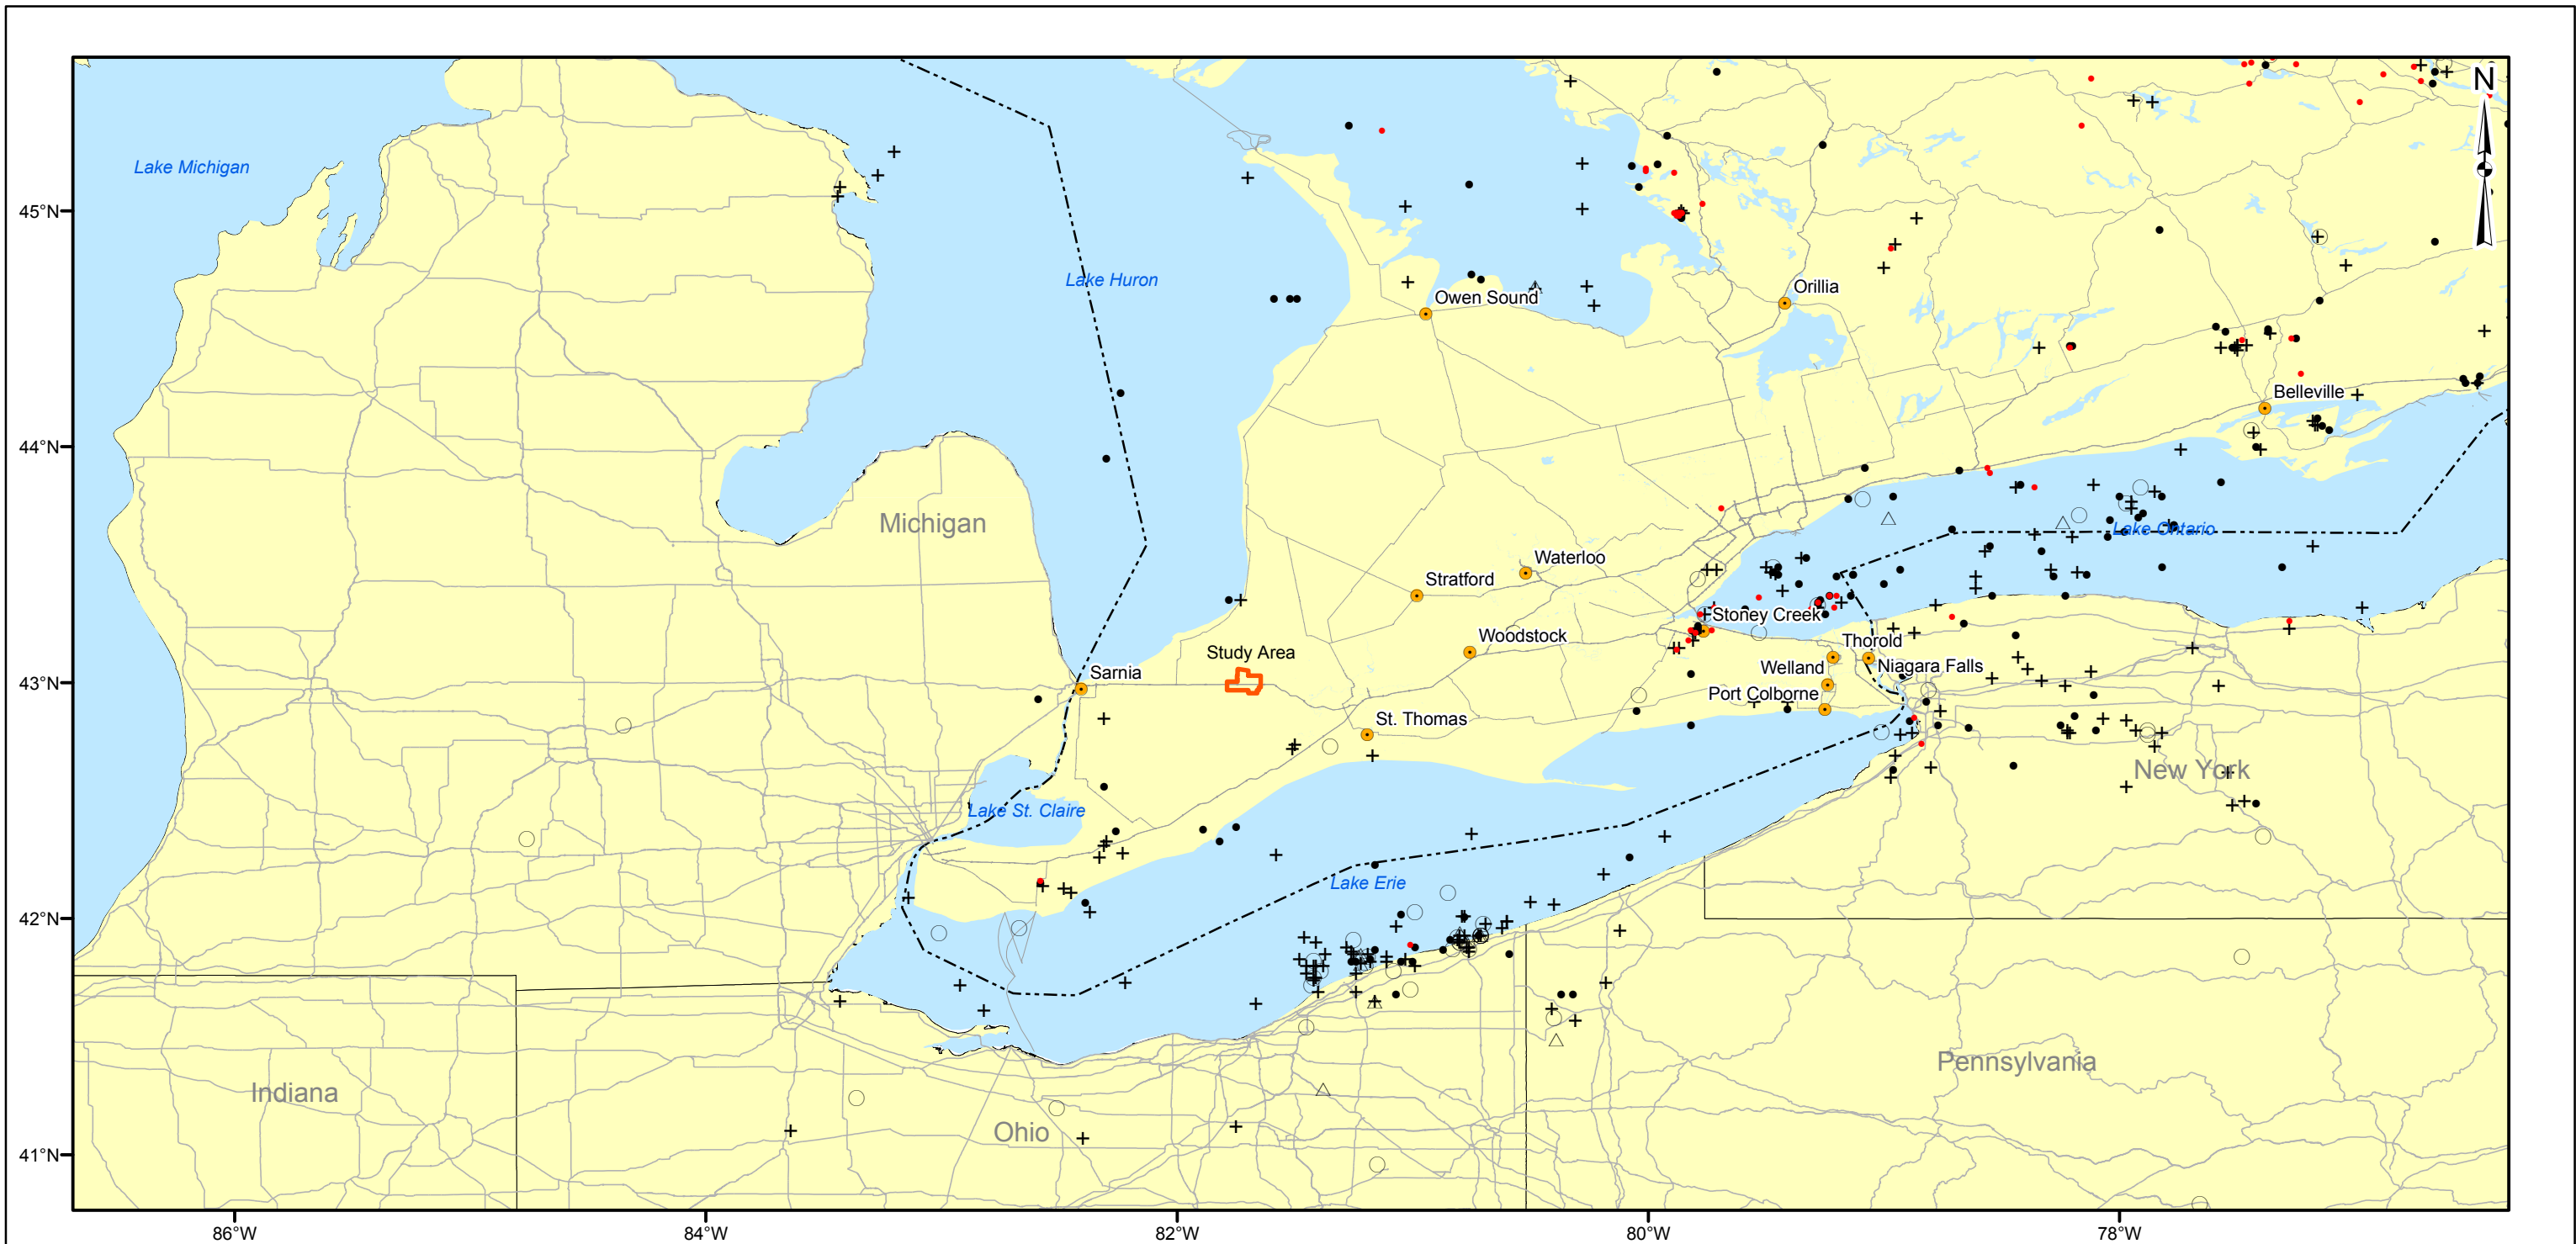 N
Lake Michigan
45°N
Lake Huron
Owen Sound
Orillia
Belleville
44°N
Michigan
Lake Ontario
Waterloo
Stratford
Stoney Creek
Woodstock
Thorold
Study Area
Welland
Niagara Falls
43°N
Sarnia
Port Colborne
St. Thomas
New York
Lake St. Claire
Lake Erie
42°N
Pennsylvania
Indiana
Ohio
41°N
86°W
84°W
82°W
80°W
78°W